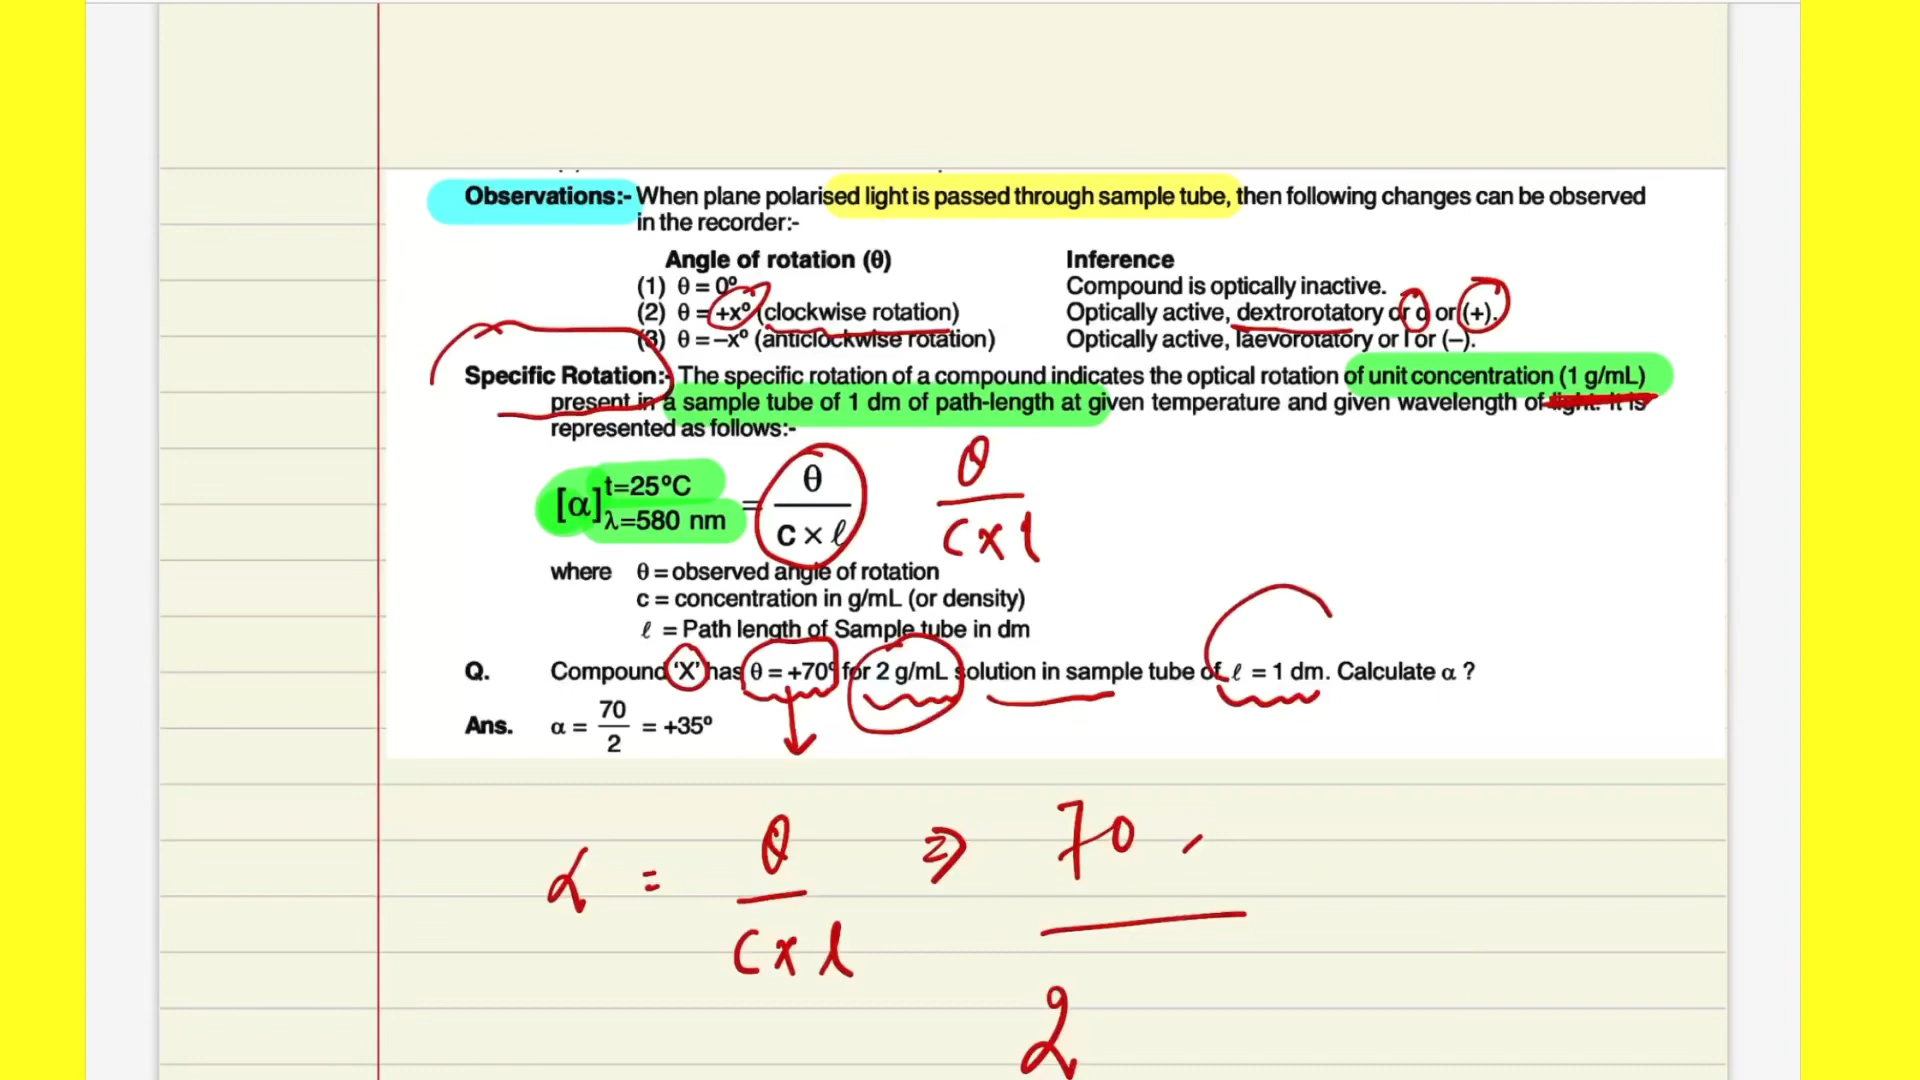 Observations:- When plane polarised light is passed through sample tube, then following changes can be observed
in the recorder:-
Angle of rotation (θ) Inference
(1) θ = 0º Compound is optically inactive.
(2) θ = +xº (clockwise rotation) Optically active, dextrorotatory or d or (+).
(3) θ = –xº (anticlockwise rotation) Optically active, laevorotatory or l or (–).
Specific Rotation:- The specific rotation of a compound indicates the optical rotation of unit concentration (1 g/mL)
present in a sample tube of 1 dm of path-length at given temperature and given wavelength of light. It is
represented as follows:-
[α] t=25ºC λ=580 nm = θ / c × ℓ
θ / c x l
where θ = observed angle of rotation
c = concentration in g/mL (or density)
ℓ = Path length of Sample tube in dm
Q. Compound 'X' has θ = +70º for 2 g/mL solution in sample tube of ℓ = 1 dm. Calculate α ?
Ans. α = 70 / 2 = +35º
α = θ / c x l ⇒ 70 / 2